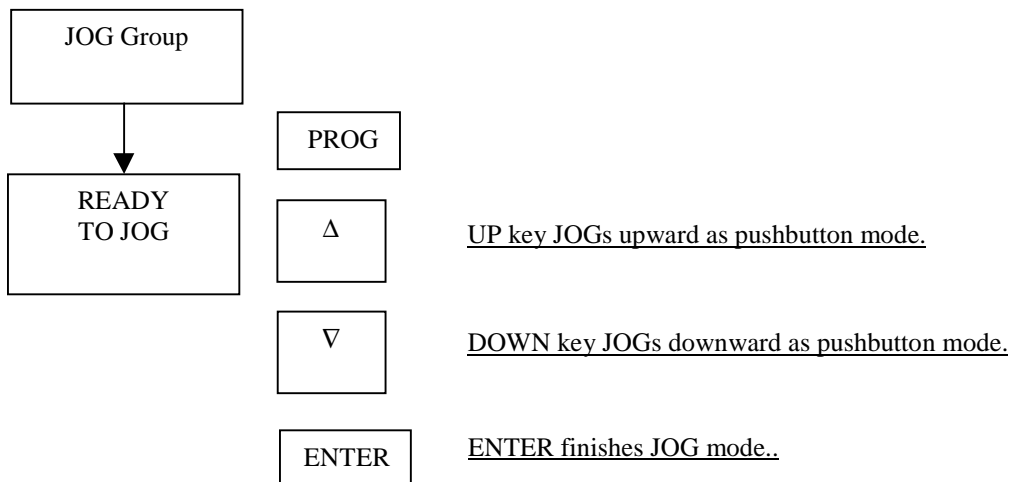 JOG Group
PROG
READY
TO JOG
Δ
UP key JOGs upward as pushbutton mode.
∇
DOWN key JOGs downward as pushbutton mode.
ENTER
ENTER finishes JOG mode..